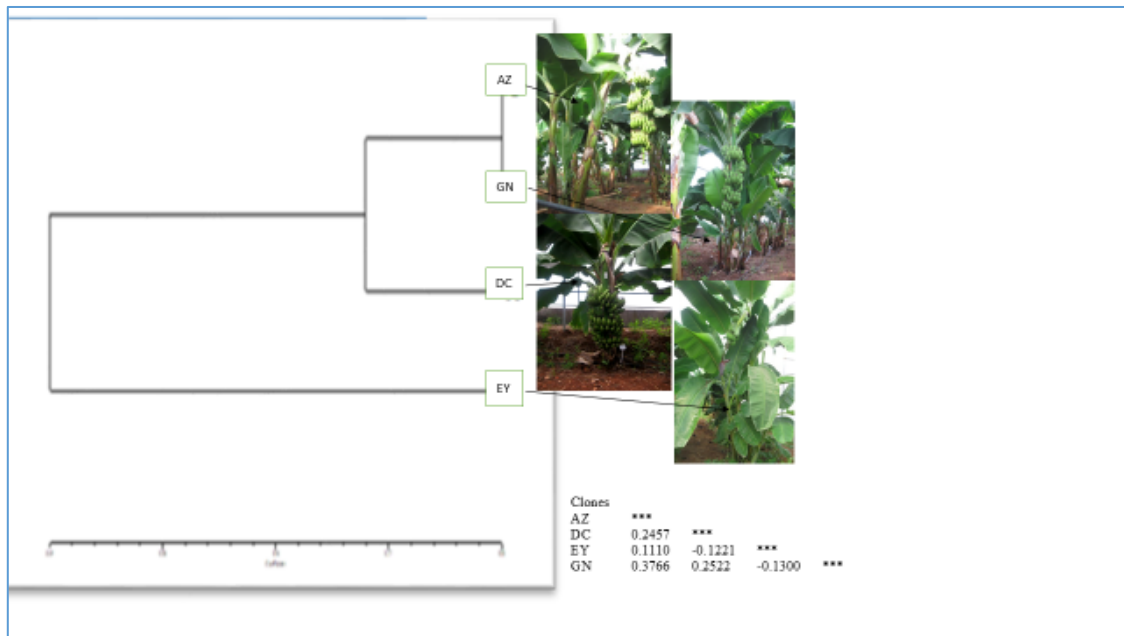 AZ
GN
DC
EY
Clones
AZ ***
DC 0.2457 ***
EY 0.1110 -0.1221 ***
GN 0.3766 0.2522 -0.1300 ***